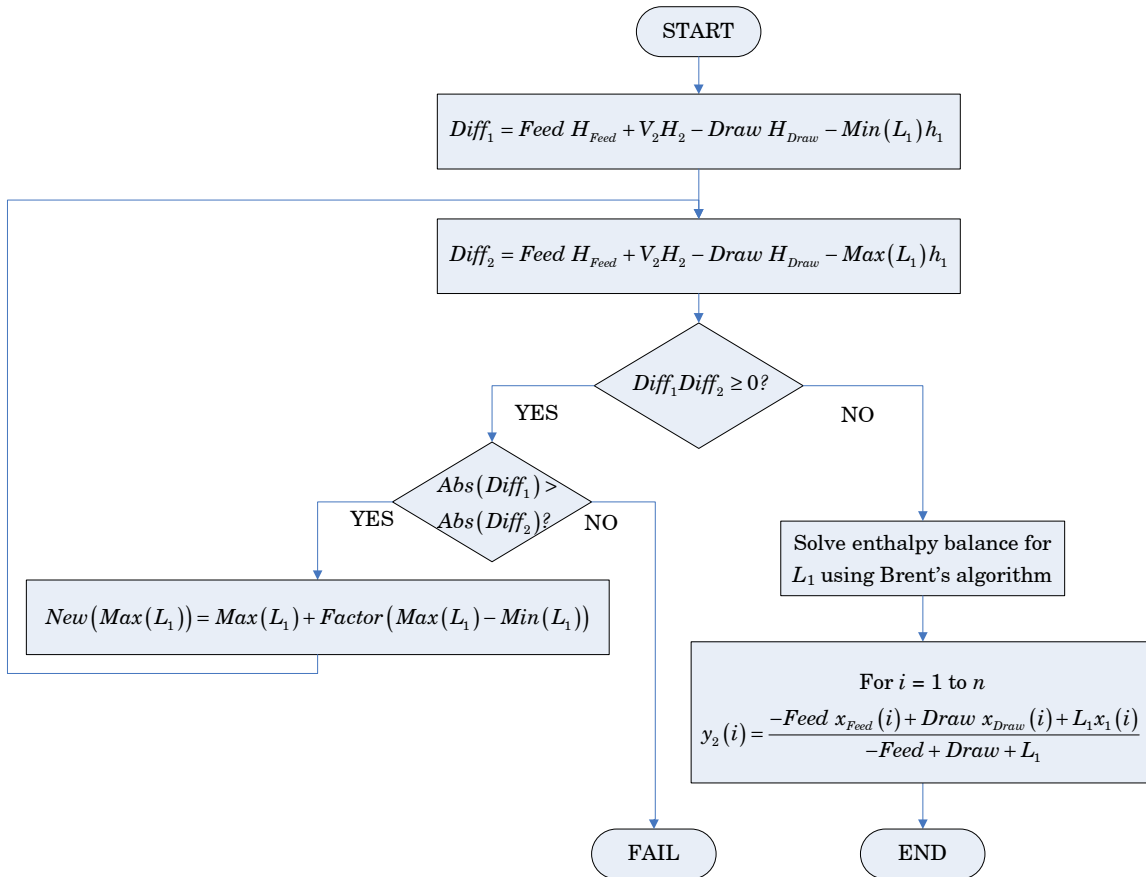 START
Diff₁ = Feed H_Feed + V₂H₂ − Draw H_Draw − Min(L₁)h₁
Diff₂ = Feed H_Feed + V₂H₂ − Draw H_Draw − Max(L₁)h₁
Diff₁Diff₂ ≥ 0?
YES
NO
Abs(Diff₁) >
Abs(Diff₂)?
YES
NO
New(Max(L₁)) = Max(L₁) + Factor(Max(L₁) − Min(L₁))
Solve enthalpy balance for
L₁ using Brent's algorithm
For i = 1 to n
y₂(i) = (−Feed x_Feed(i) + Draw x_Draw(i) + L₁x₁(i)) / (−Feed + Draw + L₁)
FAIL
END